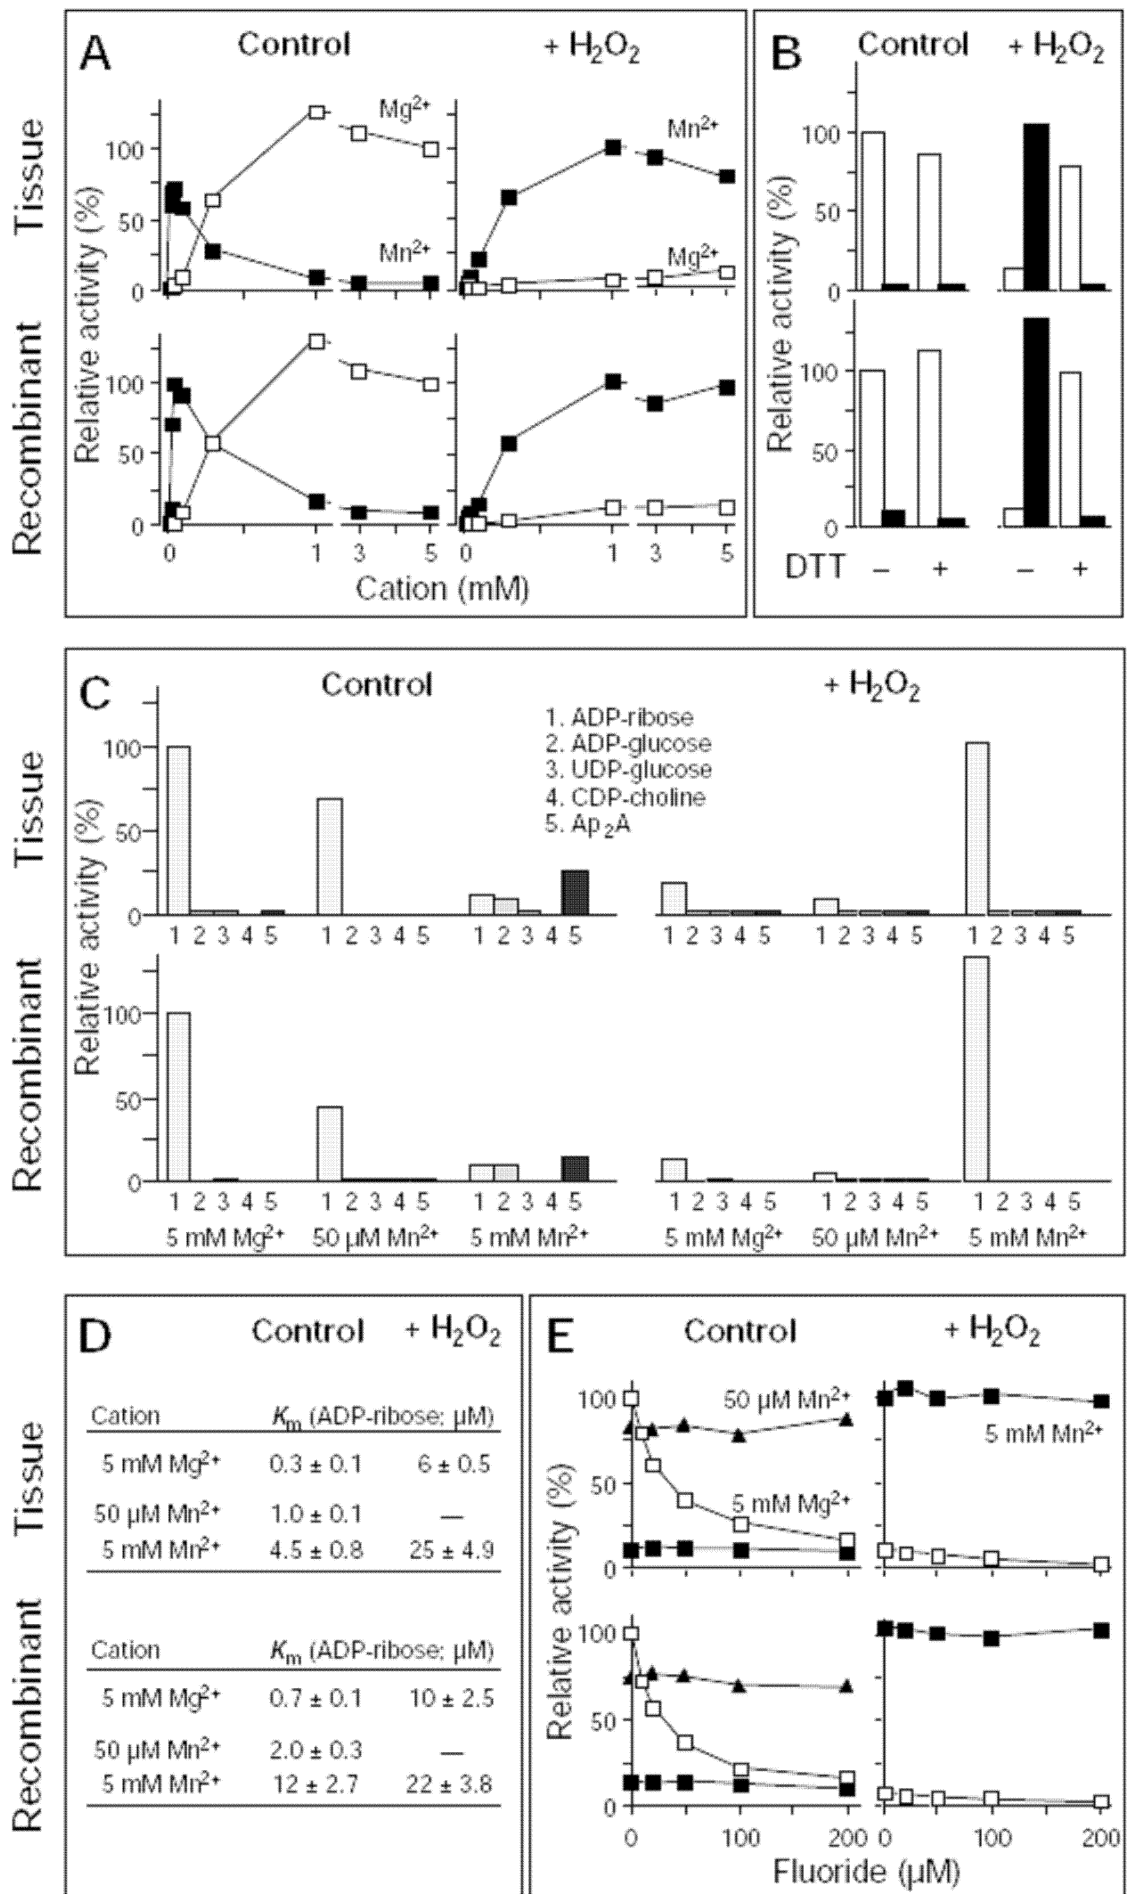 A
Control
+ H₂O₂
Tissue
Recombinant
Relative activity (%)
Mg²⁺
Mn²⁺
100
50
0
Mn²⁺
Mg²⁺
100
50
0
0 1 3 5
0 1 3 5
Cation (mM)
B
Control + H₂O₂
Relative activity (%)
100
50
0
100
50
0
DTT – + – +
C
Control
+ H₂O₂
Tissue
Recombinant
Relative activity (%)
1. ADP-ribose
2. ADP-glucose
3. UDP-glucose
4. CDP-choline
5. Ap₂A
100
50
0
1 2 3 4 5 1 2 3 4 5 1 2 3 4 5 1 2 3 4 5 1 2 3 4 5 1 2 3 4 5
100
50
0
1 2 3 4 5 1 2 3 4 5 1 2 3 4 5 1 2 3 4 5 1 2 3 4 5 1 2 3 4 5
5 mM Mg²⁺ 50 µM Mn²⁺ 5 mM Mn²⁺ 5 mM Mg²⁺ 50 µM Mn²⁺ 5 mM Mn²⁺
D
Control + H₂O₂
Tissue
Recombinant
Cation Kₘ (ADP-ribose; µM)
5 mM Mg²⁺ 0.3 ± 0.1 6 ± 0.5
50 µM Mn²⁺ 1.0 ± 0.1 —
5 mM Mn²⁺ 4.5 ± 0.8 25 ± 4.9
Cation Kₘ (ADP-ribose; µM)
5 mM Mg²⁺ 0.7 ± 0.1 10 ± 2.5
50 µM Mn²⁺ 2.0 ± 0.3 —
5 mM Mn²⁺ 12 ± 2.7 22 ± 3.8
E
Control
+ H₂O₂
Relative activity (%)
100
50
0
50 µM Mn²⁺
5 mM Mg²⁺
5 mM Mn²⁺
100
50
0
0 100 200 0 100 200
Fluoride (µM)